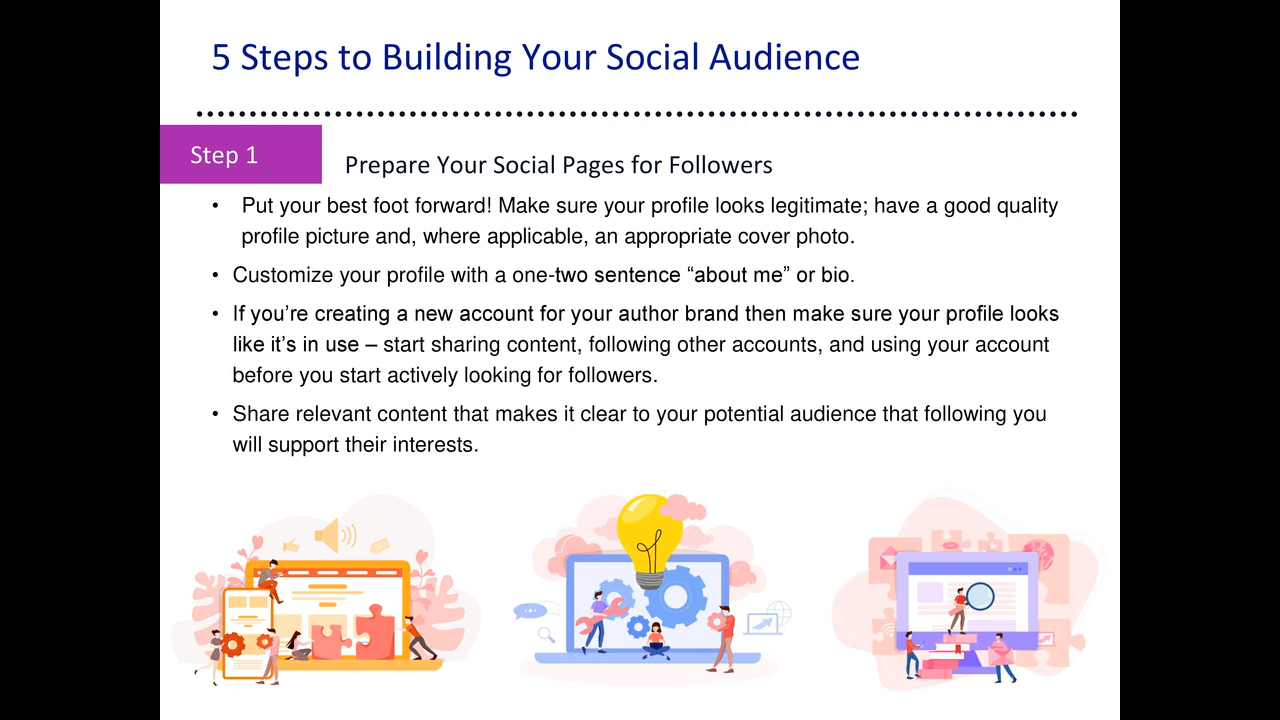 5 Steps to Building Your Social Audience
Step 1
Prepare Your Social Pages for Followers
• Put your best foot forward! Make sure your profile looks legitimate; have a good quality
profile picture and, where applicable, an appropriate cover photo.
• Customize your profile with a one-two sentence “about me” or bio.
• If you’re creating a new account for your author brand then make sure your profile looks
like it’s in use – start sharing content, following other accounts, and using your account
before you start actively looking for followers.
• Share relevant content that makes it clear to your potential audience that following you
will support their interests.